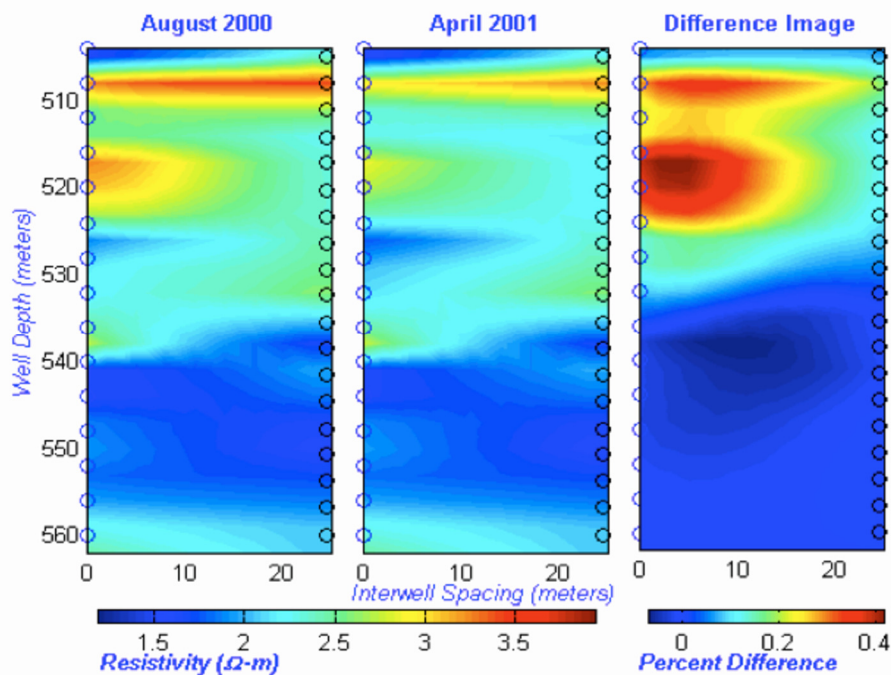 August 2000
April 2001
Difference Image
Well Depth (meters)
510
520
530
540
550
560
0 10 20
0 10 20
0 10 20
Interwell Spacing (meters)
1.5 2 2.5 3 3.5
0 0.2 0.4
Resistivity (Ω-m)
Percent Difference